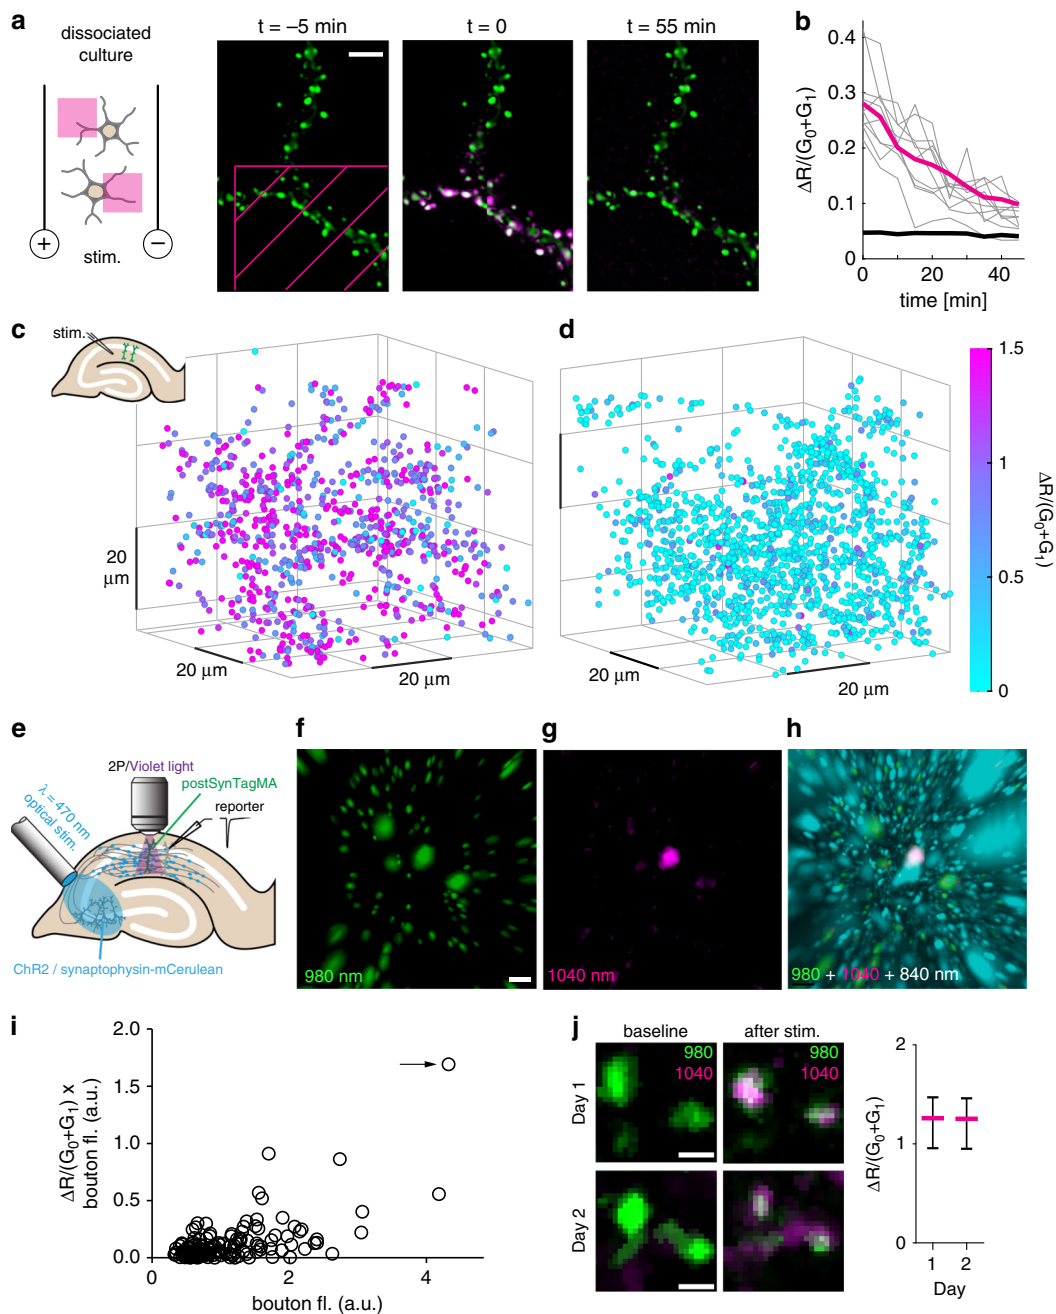 a
dissociated
culture
+
−
stim.
t = –5 min
t = 0
t = 55 min
b
0.4
0.3
0.2
0.1
0
ΔR/(G0+G1)
0
20
40
time [min]
c
stim.
20
μm
20 μm
20 μm
d
20 μm
20 μm
1.5
1
0.5
0
ΔR/(G0+G1)
e
2P/Violet light
postSynTagMA
reporter
λ = 470 nm
optical stim.
ChR2 / synaptophysin-mCerulean
f
980 nm
g
1040 nm
h
980 + 1040 + 840 nm
i
2.0
1.5
1.0
0.5
0.0
ΔR/(G0+G1) x
bouton fl. (a.u.)
0
2
4
bouton fl. (a.u.)
j
baseline
after stim.
Day 1
980
1040
980
1040
Day 2
2
1
0
ΔR/(G0+G1)
1
2
Day